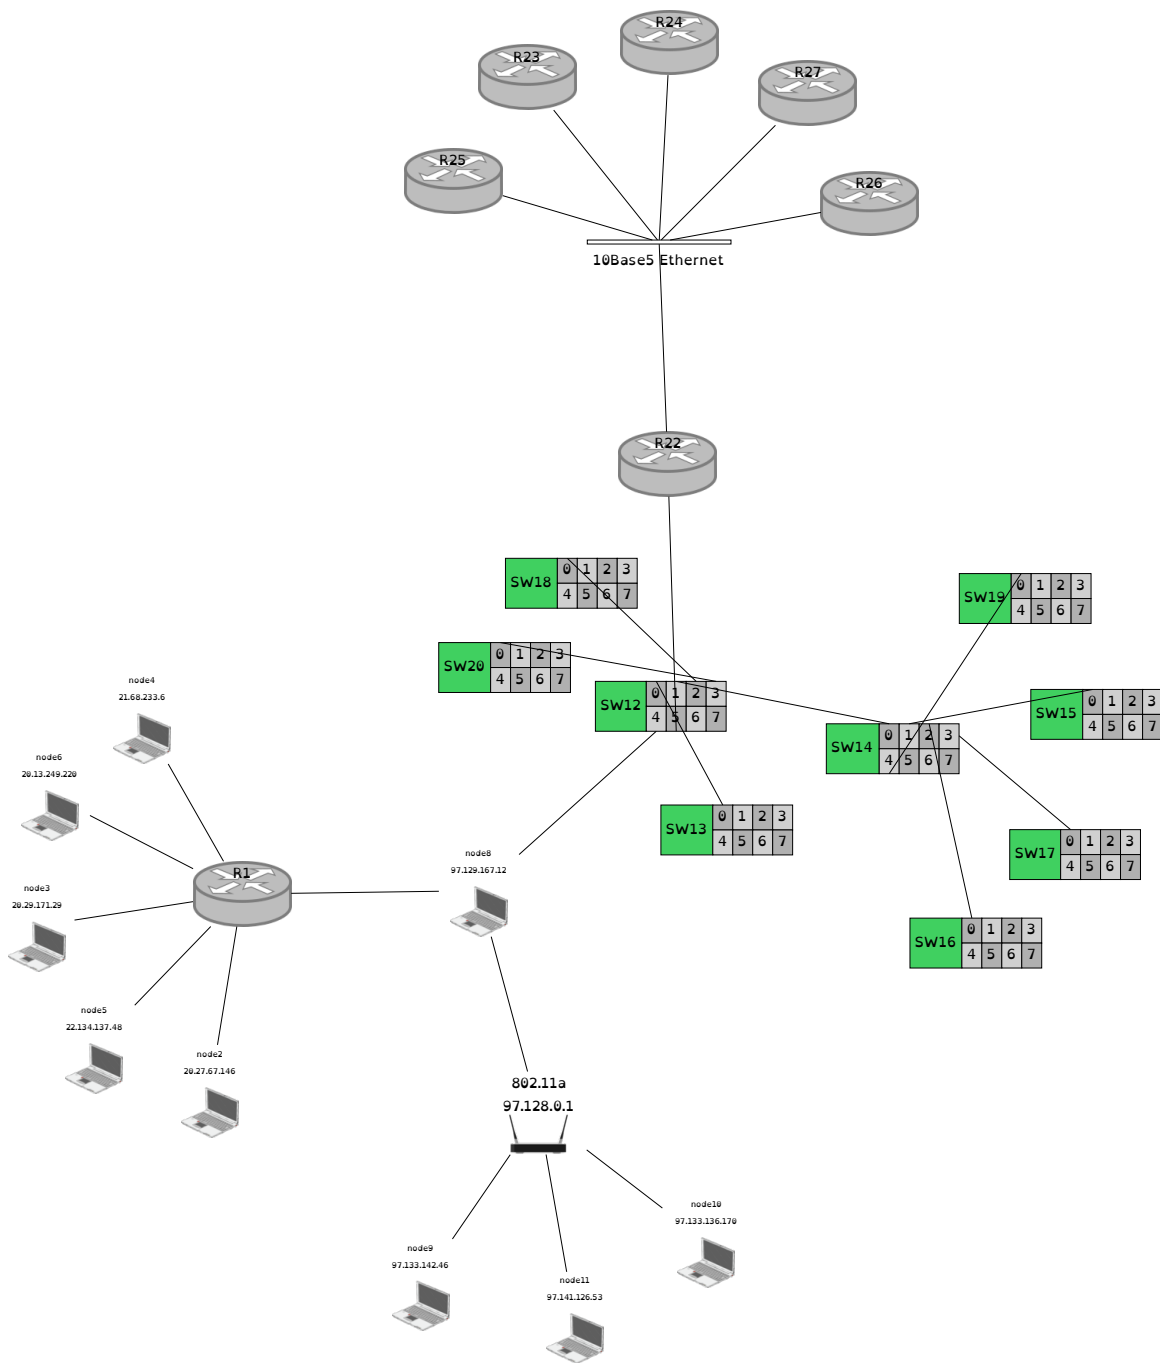 R24
R23
R27
R25
R26
10Base5 Ethernet
R22
SW18 0 1 2 3
4 5 6 7
SW19 0 1 2 3
4 5 6 7
SW20 0 1 2 3
4 5 6 7
SW12 0 1 2 3
4 5 6 7
SW15 0 1 2 3
4 5 6 7
SW14 0 1 2 3
4 5 6 7
SW13 0 1 2 3
4 5 6 7
SW17 0 1 2 3
4 5 6 7
SW16 0 1 2 3
4 5 6 7
node4
21.68.233.6
node6
20.13.249.220
R1
node8
97.129.167.12
node3
20.29.171.29
node5
22.134.137.48
node2
20.27.67.146
802.11a
97.128.0.1
node10
97.133.136.170
node9
97.133.142.46
node11
97.141.126.53